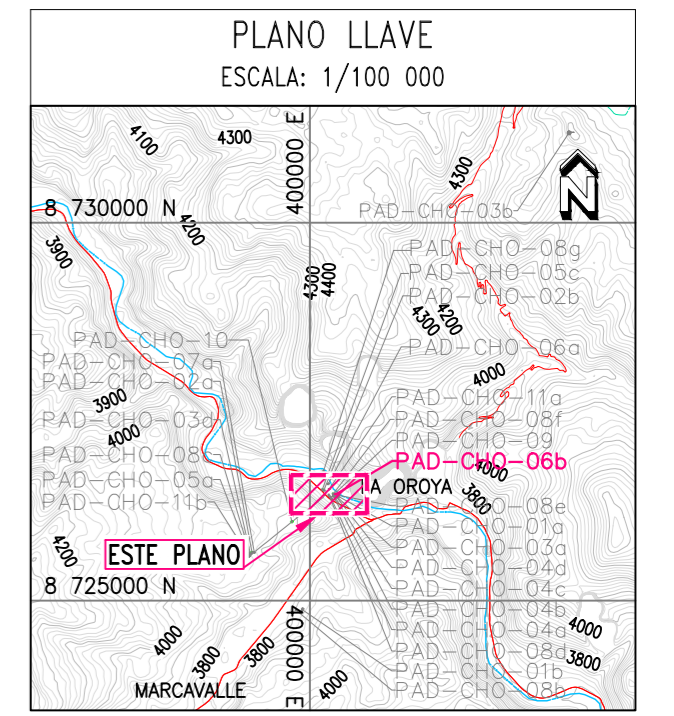 PLANO LLAVE
ESCALA: 1/100 000
4100
4300
400000 E
4300
N
8 730000 N
PAD-CHO-03b
4200
3900
PAD-CHO-08g
PAD-CHO-05c
4300
4400
PAD-CHO-02b
4300
4200
PAD-CHO-10
PAD-CHO-06a
PAD-CHO-07a
PAD-CHO-02a
4000
3900
PAD-CHO-11a
PAD-CHO-03d
PAD-CHO-08f
4000
PAD-CHO-09
PAD-CHO-08c
PAD-CHO-06b
4000
PAD-CHO-05a
A OROYA
3800
PAD-CHO-11b
PAD-CHO-08e
PAD-CHO-01a
4200
ESTE PLANO
PAD-CHO-03a
PAD-CHO-04d
8 725000 N
PAD-CHO-04c
PAD-CHO-04b
400000 E
PAD-CHO-04a
4000
4000
3800
3800
PAD-CHO-08d
3800
PAD-CHO-01b
MARCAVALLE
4000
PAD-CHO-08b